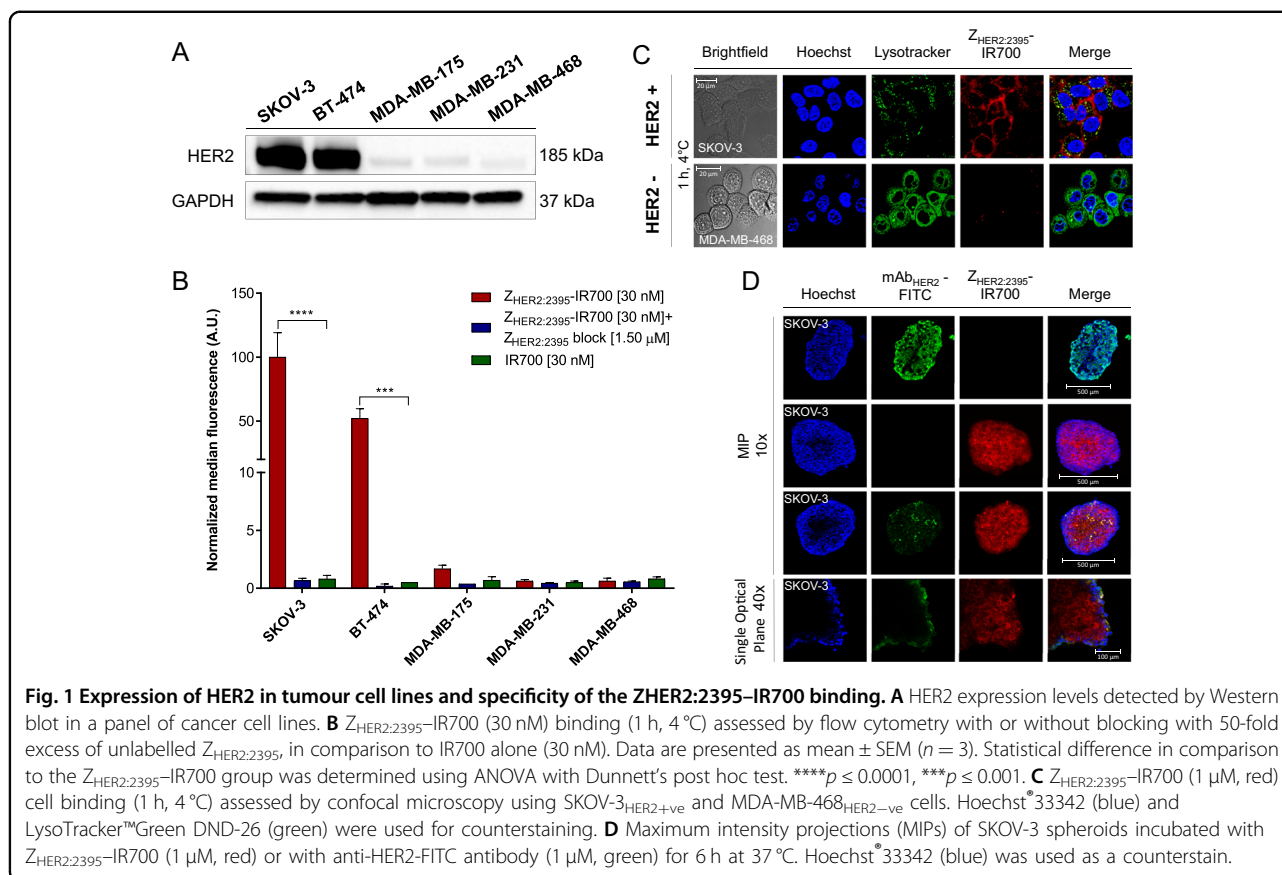 A
SKOV-3
BT-474
MDA-MB-175
MDA-MB-231
MDA-MB-468
HER2
185 kDa
GAPDH
37 kDa
B
Normalized median fluorescence (A.U.)
150
100
50
10
5
0
****
***
ZHER2:2395-IR700 [30 nM]
ZHER2:2395-IR700 [30 nM]+
ZHER2:2395 block [1.50 µM]
IR700 [30 nM]
SKOV-3
BT-474
MDA-MB-175
MDA-MB-231
MDA-MB-468
C
Brightfield
Hoechst
Lysotracker
ZHER2:2395-
IR700
Merge
HER2 +
HER2 -
1 h, 4°C
20 µm
SKOV-3
20 µm
MDA-MB-468
D
Hoechst
mAbHER2 -
FITC
ZHER2:2395-
IR700
Merge
MIP
10x
Single Optical
Plane 40x
SKOV-3
500 µm
SKOV-3
500 µm
SKOV-3
500 µm
SKOV-3
100 µm
Fig. 1 Expression of HER2 in tumour cell lines and specificity of the ZHER2:2395–IR700 binding. A HER2 expression levels detected by Western
blot in a panel of cancer cell lines. B ZHER2:2395–IR700 (30 nM) binding (1 h, 4 °C) assessed by flow cytometry with or without blocking with 50-fold
excess of unlabelled ZHER2:2395, in comparison to IR700 alone (30 nM). Data are presented as mean ± SEM (n = 3). Statistical difference in comparison
to the ZHER2:2395–IR700 group was determined using ANOVA with Dunnett's post hoc test. ****p ≤ 0.0001, ***p ≤ 0.001. C ZHER2:2395–IR700 (1 µM, red)
cell binding (1 h, 4 °C) assessed by confocal microscopy using SKOV-3HER2+ve and MDA-MB-468HER2−ve cells. Hoechst®33342 (blue) and
LysoTracker™Green DND-26 (green) were used for counterstaining. D Maximum intensity projections (MIPs) of SKOV-3 spheroids incubated with
ZHER2:2395–IR700 (1 µM, red) or with anti-HER2-FITC antibody (1 µM, green) for 6 h at 37 °C. Hoechst®33342 (blue) was used as a counterstain.